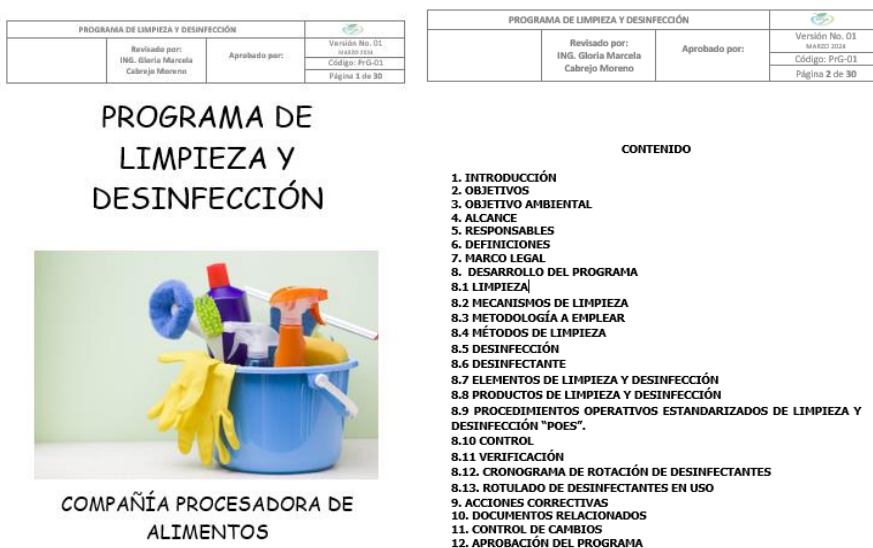 PROGRAMA DE LIMPIEZA Y DESINFECCIÓN
Revisado por:
ING. Gloria Marcela
Cabrejo Moreno
Aprobado por:
Versión No. 01
MARZO 2024
Código: PrG-01
Página 1 de 30
PROGRAMA DE
LIMPIEZA Y
DESINFECCIÓN
COMPAÑÍA PROCESADORA DE
ALIMENTOS
PROGRAMA DE LIMPIEZA Y DESINFECCIÓN
Revisado por:
ING. Gloria Marcela
Cabrejo Moreno
Aprobado por:
Versión No. 01
MARZO 2024
Código: PrG-01
Página 2 de 30
CONTENIDO
1. INTRODUCCIÓN
2. OBJETIVOS
3. OBJETIVO AMBIENTAL
4. ALCANCE
5. RESPONSABLES
6. DEFINICIONES
7. MARCO LEGAL
8. DESARROLLO DEL PROGRAMA
8.1 LIMPIEZA
8.2 MECANISMOS DE LIMPIEZA
8.3 METODOLOGÍA A EMPLEAR
8.4 MÉTODOS DE LIMPIEZA
8.5 DESINFECCIÓN
8.6 DESINFECTANTE
8.7 ELEMENTOS DE LIMPIEZA Y DESINFECCIÓN
8.8 PRODUCTOS DE LIMPIEZA Y DESINFECCIÓN
8.9 PROCEDIMIENTOS OPERATIVOS ESTANDARIZADOS DE LIMPIEZA Y
DESINFECCIÓN “POES”.
8.10 CONTROL
8.11 VERIFICACIÓN
8.12. CRONOGRAMA DE ROTACIÓN DE DESINFECTANTES
8.13. ROTULADO DE DESINFECTANTES EN USO
9. ACCIONES CORRECTIVAS
10. DOCUMENTOS RELACIONADOS
11. CONTROL DE CAMBIOS
12. APROBACIÓN DEL PROGRAMA